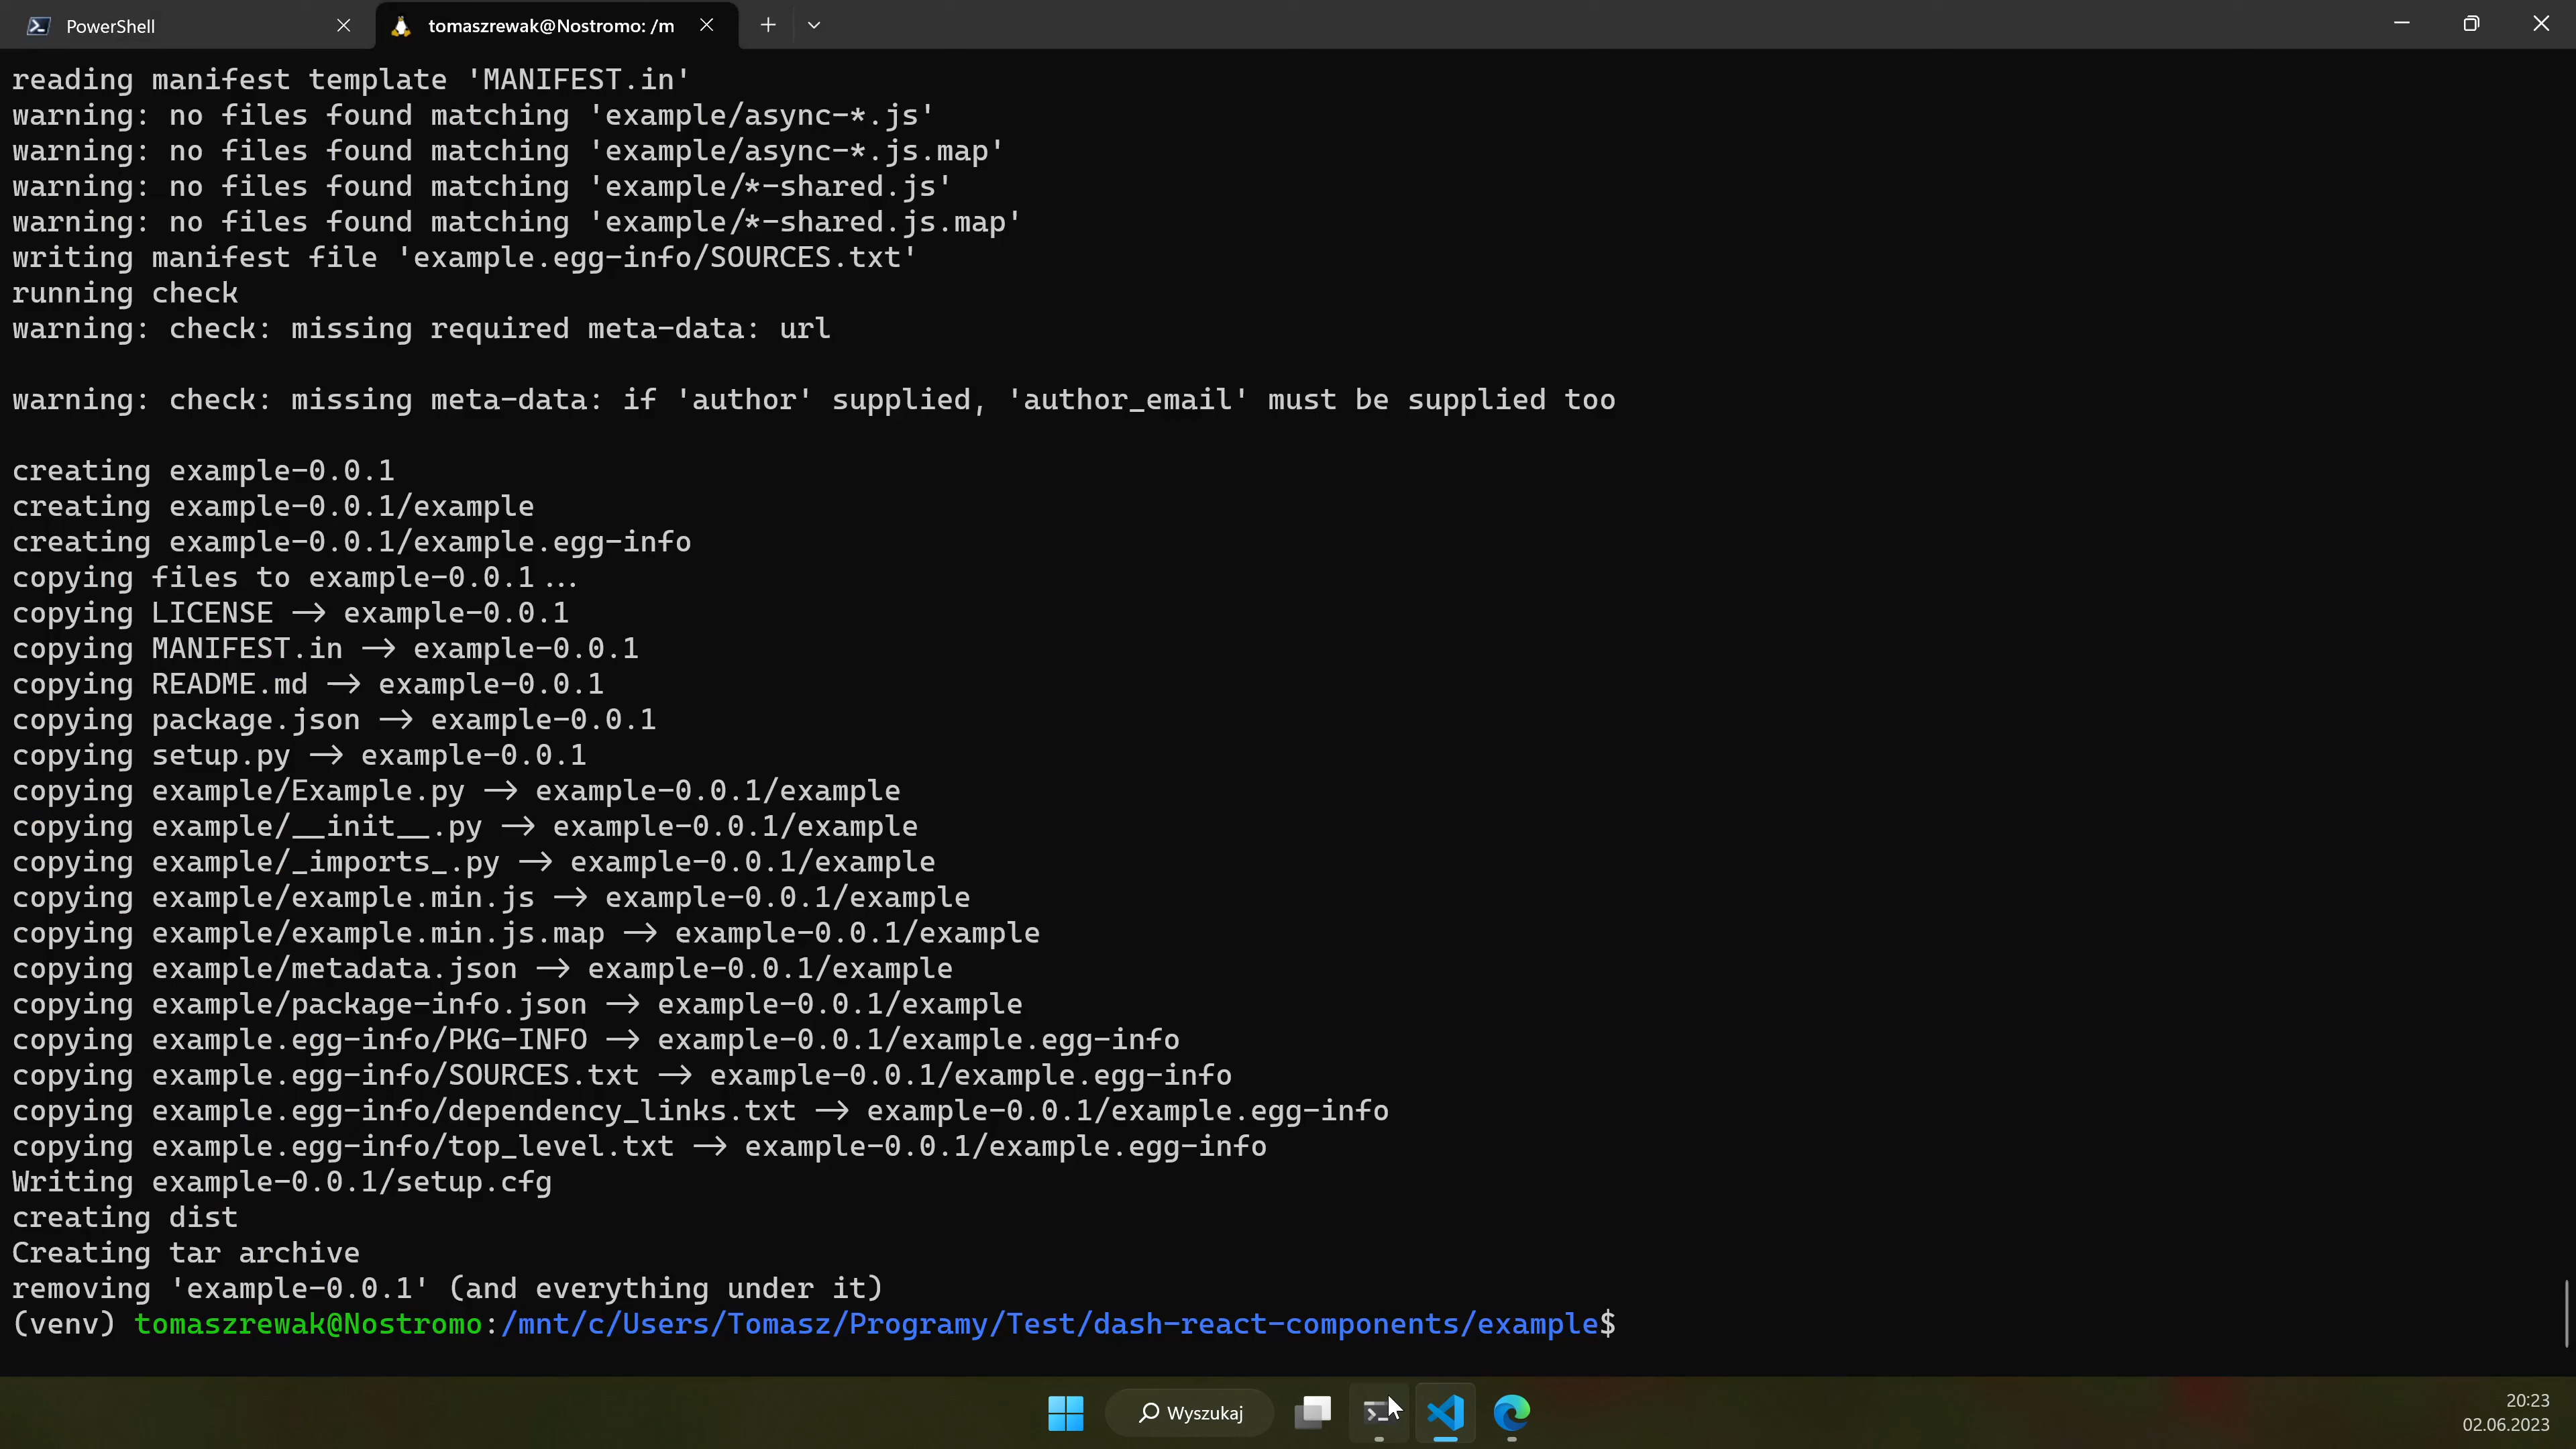 PowerShell
tomaszrewak@Nostromo: /m
reading manifest template 'MANIFEST.in'
warning: no files found matching 'example/async-*.js'
warning: no files found matching 'example/async-*.js.map'
warning: no files found matching 'example/*-shared.js'
warning: no files found matching 'example/*-shared.js.map'
writing manifest file 'example.egg-info/SOURCES.txt'
running check
warning: check: missing required meta-data: url
warning: check: missing meta-data: if 'author' supplied, 'author_email' must be supplied too
creating example-0.0.1
creating example-0.0.1/example
creating example-0.0.1/example.egg-info
copying files to example-0.0.1...
copying LICENSE -> example-0.0.1
copying MANIFEST.in -> example-0.0.1
copying README.md -> example-0.0.1
copying package.json -> example-0.0.1
copying setup.py -> example-0.0.1
copying example/Example.py -> example-0.0.1/example
copying example/__init__.py -> example-0.0.1/example
copying example/_imports_.py -> example-0.0.1/example
copying example/example.min.js -> example-0.0.1/example
copying example/example.min.js.map -> example-0.0.1/example
copying example/metadata.json -> example-0.0.1/example
copying example/package-info.json -> example-0.0.1/example
copying example.egg-info/PKG-INFO -> example-0.0.1/example.egg-info
copying example.egg-info/SOURCES.txt -> example-0.0.1/example.egg-info
copying example.egg-info/dependency_links.txt -> example-0.0.1/example.egg-info
copying example.egg-info/top_level.txt -> example-0.0.1/example.egg-info
Writing example-0.0.1/setup.cfg
creating dist
Creating tar archive
removing 'example-0.0.1' (and everything under it)
(venv) tomaszrewak@Nostromo:/mnt/c/Users/Tomasz/Programy/Test/dash-react-components/example$
Wyszukaj
20:23
02.06.2023